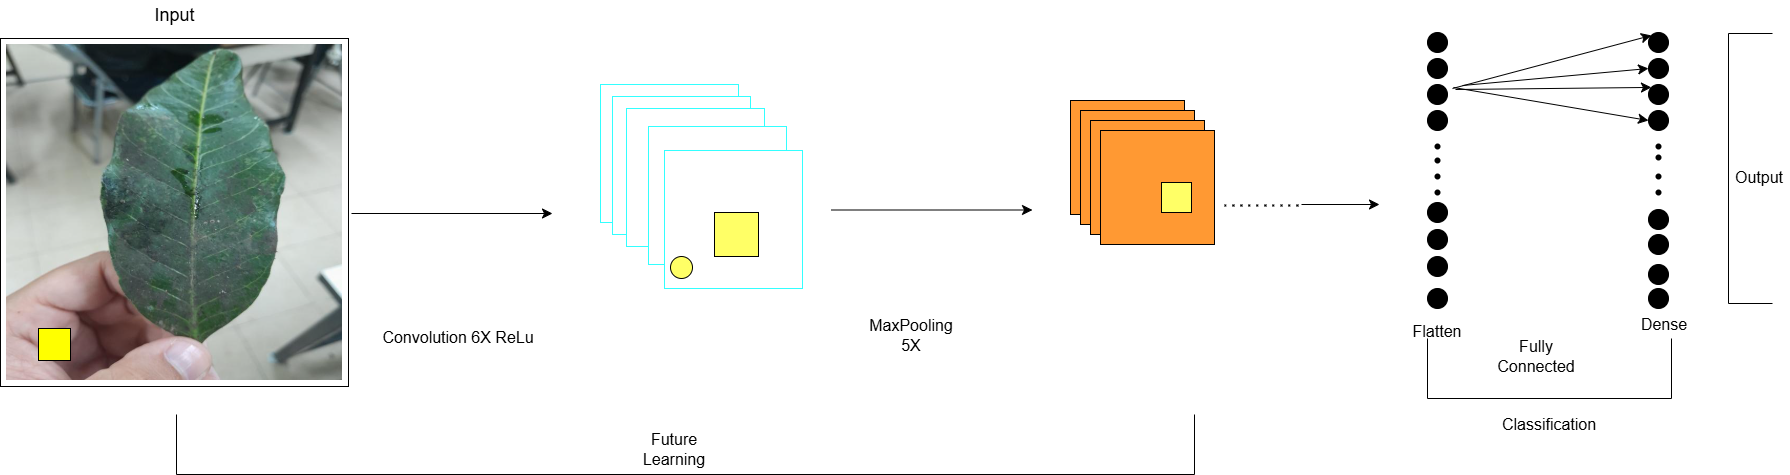 Input
Convolution 6X ReLu
MaxPooling
5X
Future
Learning
Flatten
Dense
Fully
Connected
Classification
Output